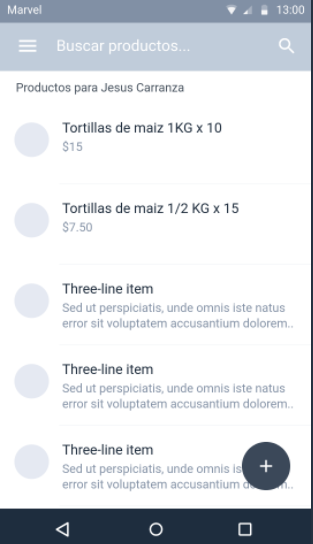 Marvel 13:00
Buscar productos...
Productos para Jesus Carranza
Tortillas de maiz 1KG x 10
$15
Tortillas de maiz 1/2 KG x 15
$7.50
Three-line item
Sed ut perspiciatis, unde omnis iste natus
error sit voluptatem accusantium dolorem..
Three-line item
Sed ut perspiciatis, unde omnis iste natus
error sit voluptatem accusantium dolorem..
Three-line item
Sed ut perspiciatis, unde omnis
error sit voluptatem accusantium